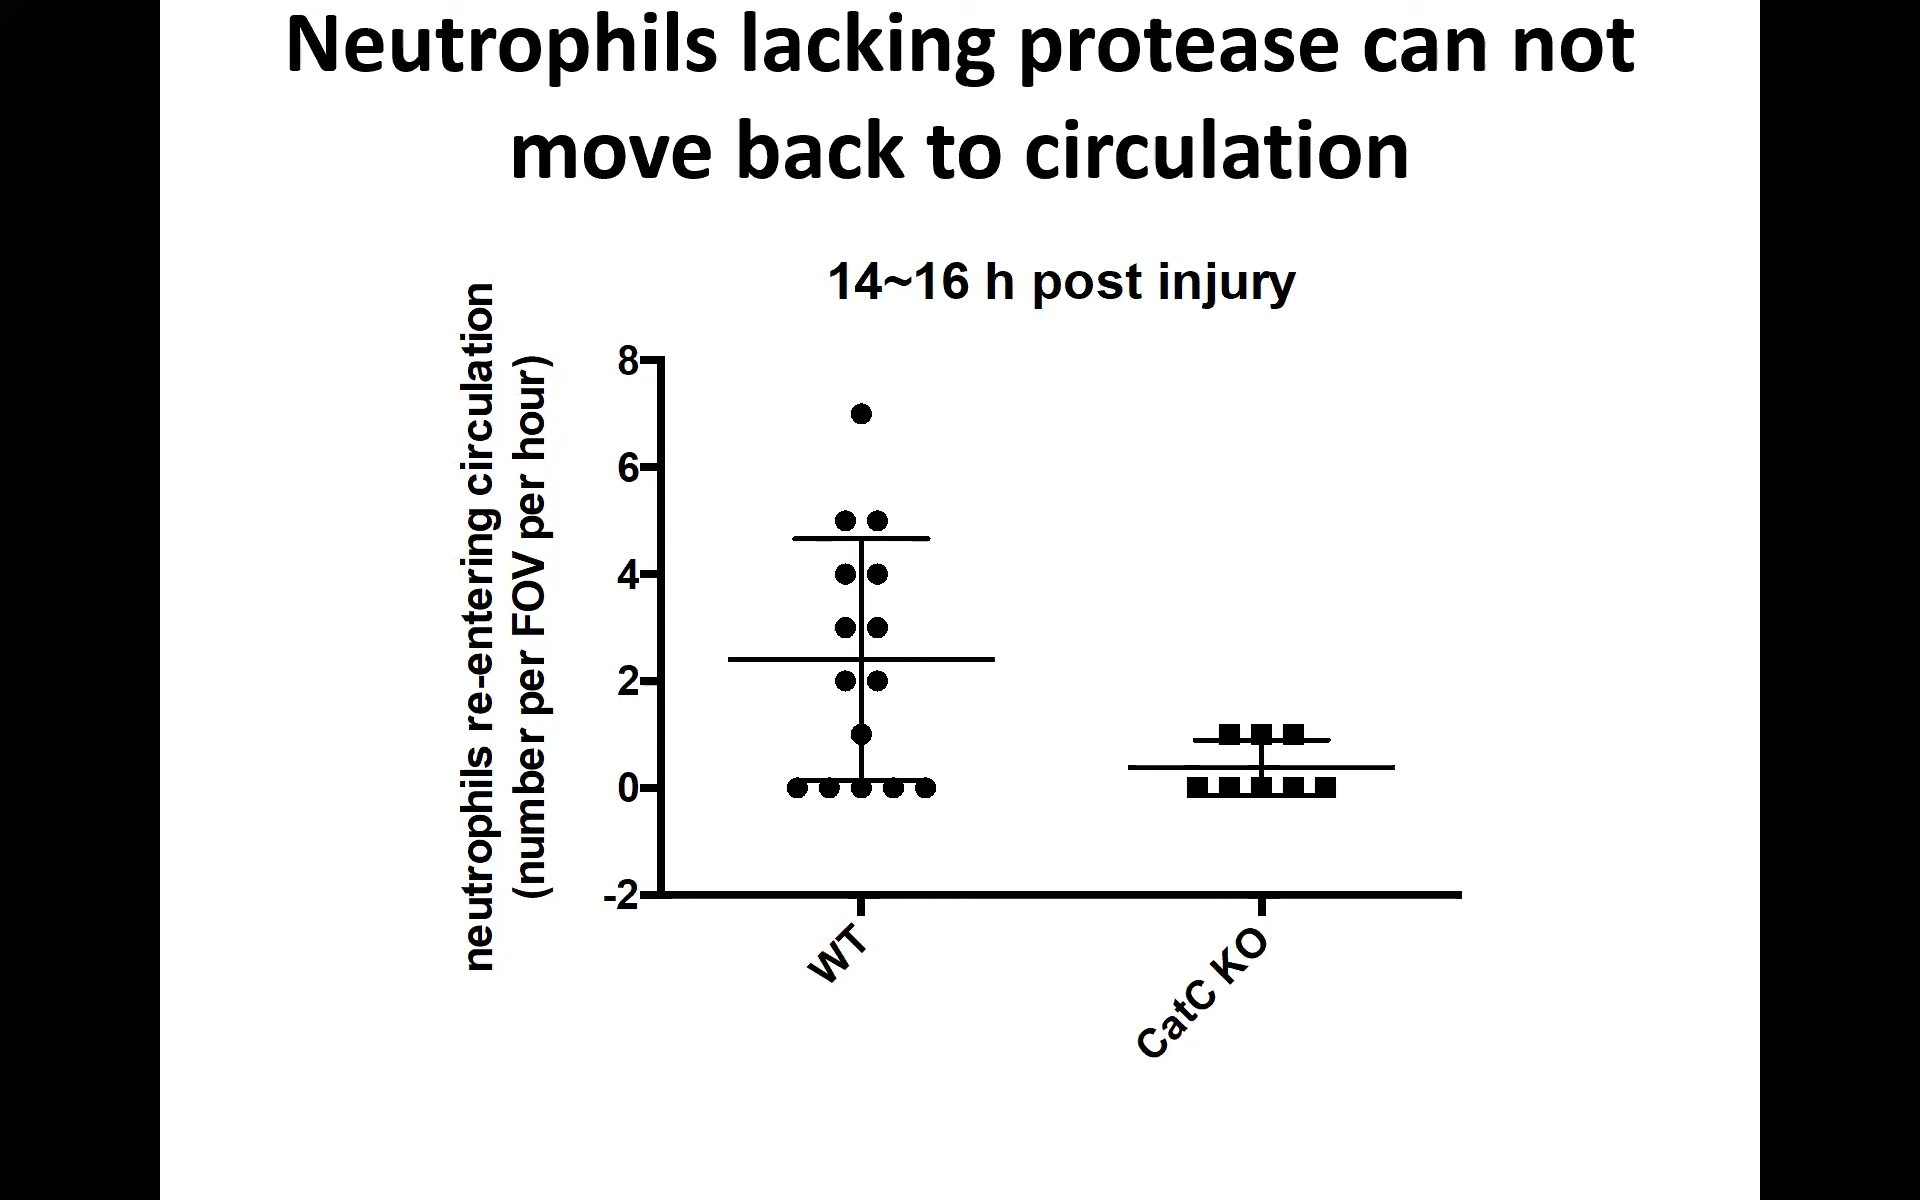 Neutrophils lacking protease can not
move back to circulation
14~16 h post injury
neutrophils re-entering circulation
(number per FOV per hour)
8
6
4
2
0
-2
WT
CatC KO